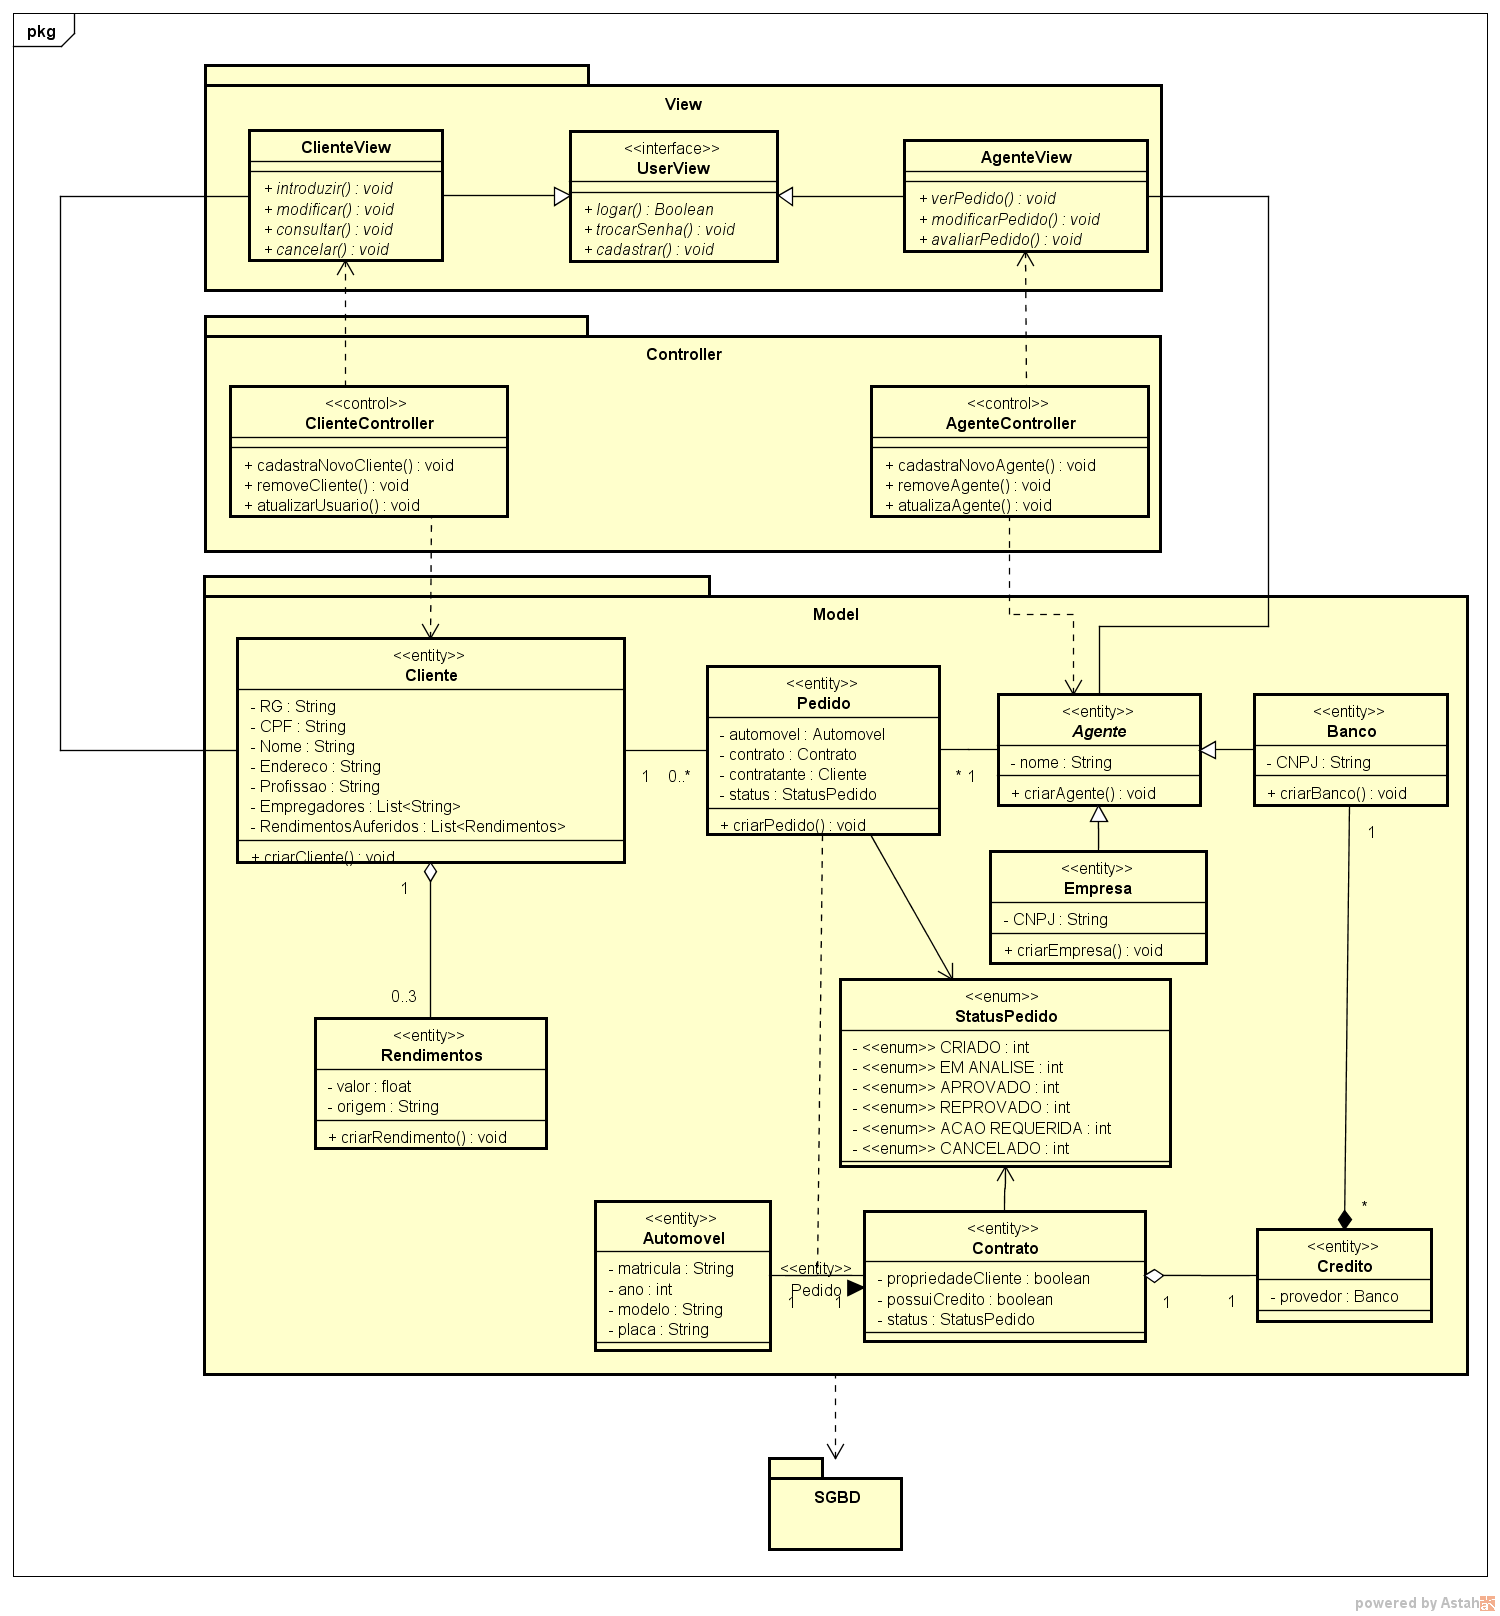 pkg
View
ClienteView
+ introduzir() : void
+ modificar() : void
+ consultar() : void
+ cancelar() : void
<<interface>>
UserView
+ logar() : Boolean
+ trocarSenha() : void
+ cadastrar() : void
AgenteView
+ verPedido() : void
+ modificarPedido() : void
+ avaliarPedido() : void
Controller
<<control>>
ClienteController
+ cadastraNovoCliente() : void
+ removeCliente() : void
+ atualizarUsuario() : void
<<control>>
AgenteController
+ cadastraNovoAgente() : void
+ removeAgente() : void
+ atualizaAgente() : void
Model
<<entity>>
Cliente
- RG : String
- CPF : String
- Nome : String
- Endereco : String
- Profissao : String
- Empregadores : List<String>
- RendimentosAuferidos : List<Rendimentos>
+ criarCliente() : void
1
0..*
<<entity>>
Pedido
- automovel : Automovel
- contrato : Contrato
- contratante : Cliente
- status : StatusPedido
+ criarPedido() : void
* 1
<<entity>>
Agente
- nome : String
+ criarAgente() : void
<<entity>>
Banco
- CNPJ : String
+ criarBanco() : void
1
<<entity>>
Empresa
- CNPJ : String
+ criarEmpresa() : void
1
0..3
<<entity>>
Rendimentos
- valor : float
- origem : String
+ criarRendimento() : void
<<enum>>
StatusPedido
- <<enum>> CRIADO : int
- <<enum>> EM ANALISE : int
- <<enum>> APROVADO : int
- <<enum>> REPROVADO : int
- <<enum>> ACAO REQUERIDA : int
- <<enum>> CANCELADO : int
<<entity>>
Automovel
- matricula : String
- ano : int
- modelo : String
- placa : String
<<entity>>
Pedido
1
1
<<entity>>
Contrato
- propriedadeCliente : boolean
- possuiCredito : boolean
- status : StatusPedido
1
1
*
<<entity>>
Credito
- provedor : Banco
SGBD
powered by Astah